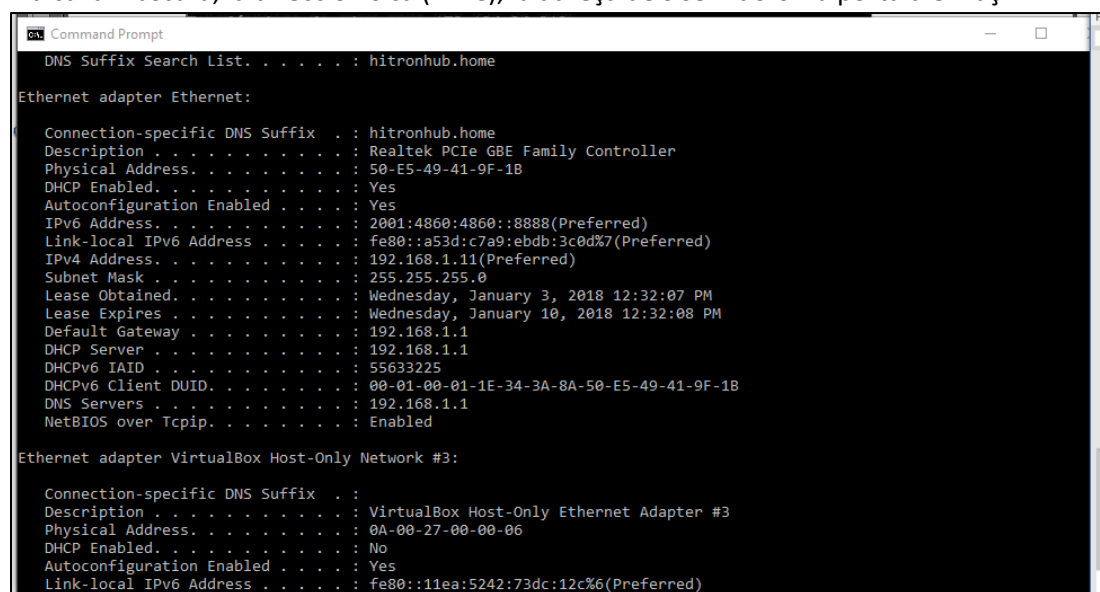 Command Prompt
DNS Suffix Search List. . . . . . : hitronhub.home
Ethernet adapter Ethernet:
Connection-specific DNS Suffix  . : hitronhub.home
Description . . . . . . . . . . . : Realtek PCIe GBE Family Controller
Physical Address. . . . . . . . . : 50-E5-49-41-9F-1B
DHCP Enabled. . . . . . . . . . . : Yes
Autoconfiguration Enabled . . . . : Yes
IPv6 Address. . . . . . . . . . . : 2001:4860:4860::8888(Preferred)
Link-local IPv6 Address . . . . . : fe80::a53d:c7a9:ebdb:3c0d%7(Preferred)
IPv4 Address. . . . . . . . . . . : 192.168.1.11(Preferred)
Subnet Mask . . . . . . . . . . . : 255.255.255.0
Lease Obtained. . . . . . . . . . : Wednesday, January 3, 2018 12:32:07 PM
Lease Expires . . . . . . . . . . : Wednesday, January 10, 2018 12:32:08 PM
Default Gateway . . . . . . . . . : 192.168.1.1
DHCP Server . . . . . . . . . . . : 192.168.1.1
DHCPv6 IAID . . . . . . . . . . . : 55633225
DHCPv6 Client DUID. . . . . . . . : 00-01-00-01-1E-34-3A-8A-50-E5-49-41-9F-1B
DNS Servers . . . . . . . . . . . : 192.168.1.1
NetBIOS over Tcpip. . . . . . . . : Enabled
Ethernet adapter VirtualBox Host-Only Network #3:
Connection-specific DNS Suffix  . :
Description . . . . . . . . . . . : VirtualBox Host-Only Ethernet Adapter #3
Physical Address. . . . . . . . . : 0A-00-27-00-00-06
DHCP Enabled. . . . . . . . . . . : No
Autoconfiguration Enabled . . . . : Yes
Link-local IPv6 Address . . . . . : fe80::11ea:5242:73dc:12c%6(Preferred)